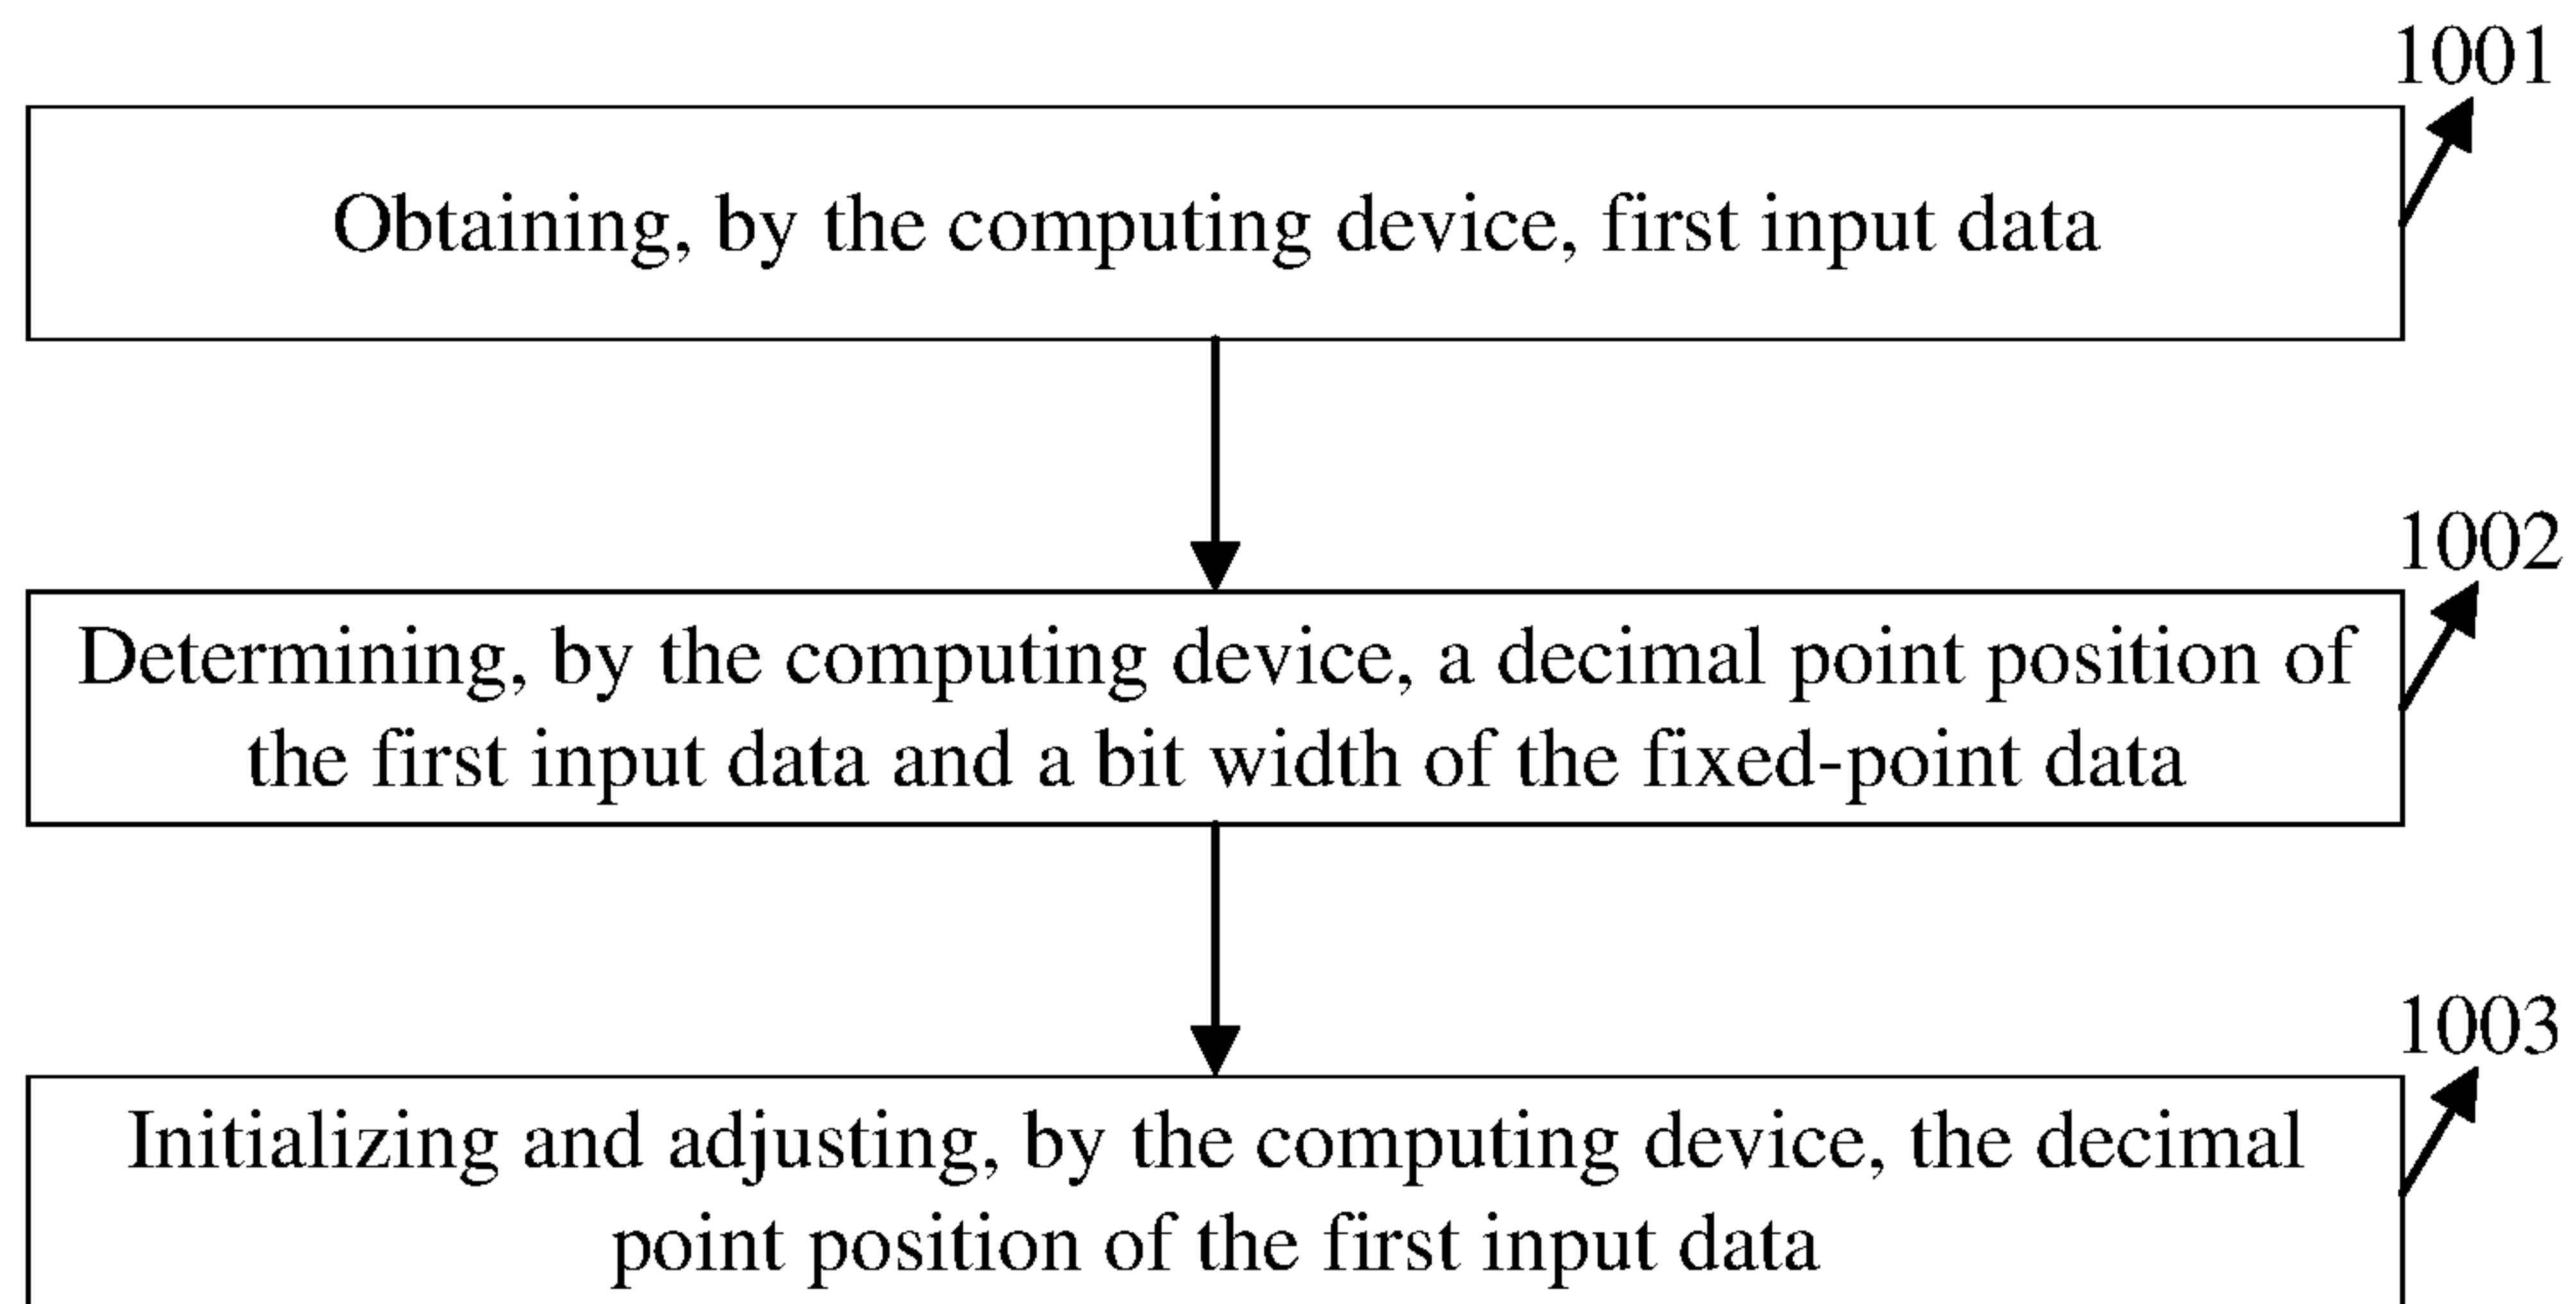 1001
Obtaining, by the computing device, first input data
1002
Determining, by the computing device, a decimal point position of
the first input data and a bit width of the fixed-point data
1003
Initializing and adjusting, by the computing device, the decimal
point position of the first input data